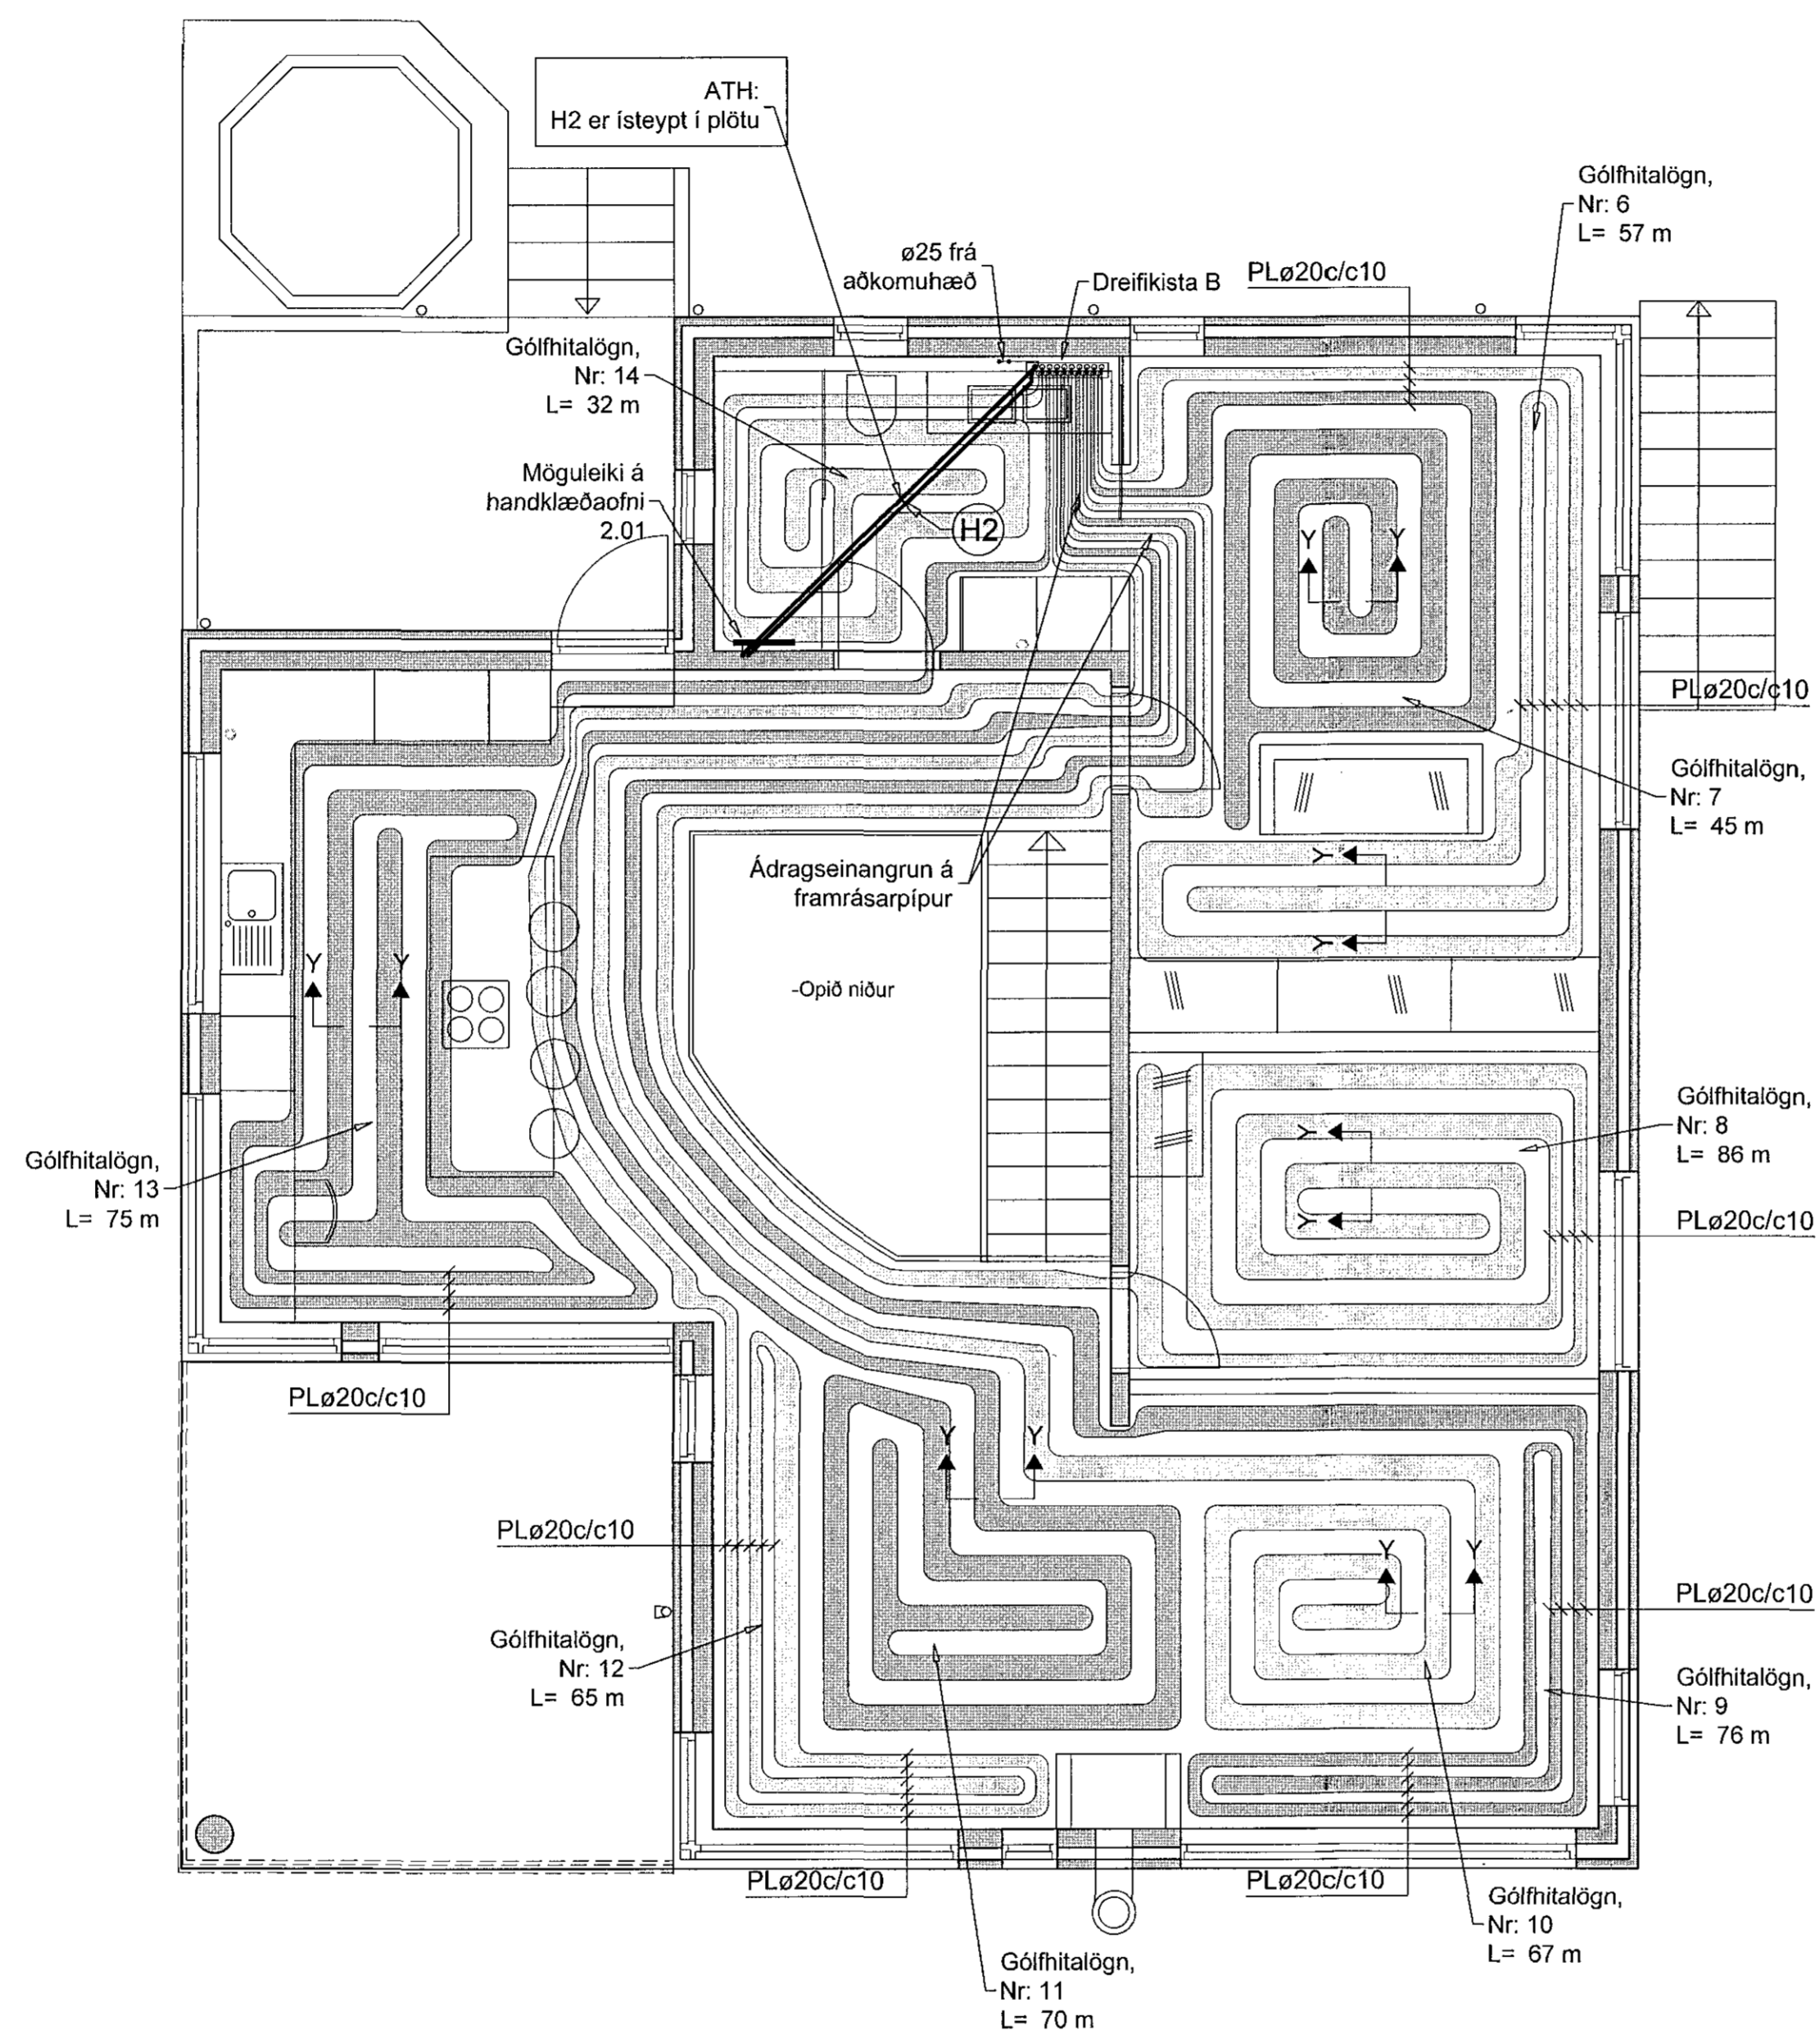 ATH:
H2 er ísteypt í plötu
Gólfhitalögn,
Nr: 6
L= 57 m
ø25 frá
aðkomuhæð
Dreifikista B
PLø20c/c10
Gólfhitalögn,
Nr: 14
L= 32 m
Möguleiki á
handklæðaofni
2.01
H2
Y
Y
PLø20c/c10
Gólfhitalögn,
Nr: 7
L= 45 m
Ádragseinangrun á
framrásarpípur
Y
Y
-Opið niður
Y
Y
Gólfhitalögn,
Nr: 8
L= 86 m
Y
Y
Gólfhitalögn,
Nr: 13
L= 75 m
PLø20c/c10
PLø20c/c10
Y
Y
PLø20c/c10
Y
Y
PLø20c/c10
Gólfhitalögn,
Nr: 12
L= 65 m
Gólfhitalögn,
Nr: 9
L= 76 m
PLø20c/c10
PLø20c/c10
Gólfhitalögn,
Nr: 10
L= 67 m
Gólfhitalögn,
Nr: 11
L= 70 m